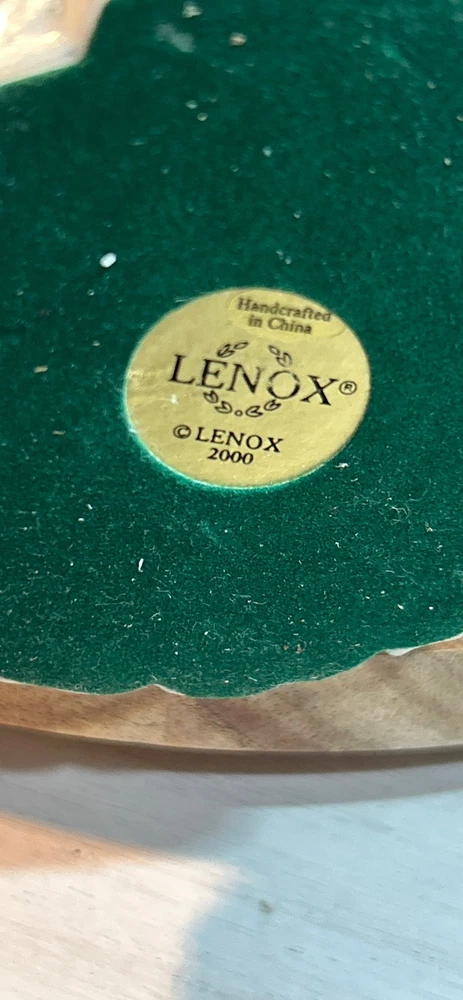 Handcrafted
in China
LENOX®
© LENOX
2000